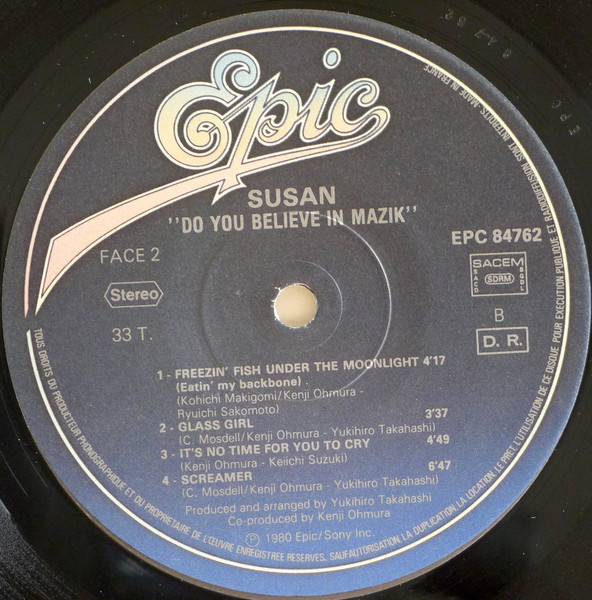 Epic
SUSAN
''DO YOU BELIEVE IN MAZIK''
FACE 2
EPC 84762
Stereo
SACEM
SACD
SDRM
SGDL
33 T.
B
D. R.
1 - FREEZIN' FISH UNDER THE MOONLIGHT 4'17
(Eatin' my backbone) .
(Kohichi Makigomi/Kenji Ohmura -
Ryuichi Sakomoto)
2 - GLASS GIRL 3'37
(C. Mosdell/Kenji Ohmura - Yukihiro Takahashi)
3 - IT'S NO TIME FOR YOU TO CRY 4'49
(Kenji Ohmura - Keiichi Suzuki)
4 - SCREAMER 6'47
(C. Mosdell/Kenji Ohmura - Yukihiro Takahashi)
Produced and arranged by Yukihiro Takahashi
Co-produced by Kenji Ohmura
Ⓟ 1980 Epic/Sony Inc.
TOUS DROITS DU PRODUCTEUR PHONOGRAPHIQUE ET DU PROPRIETAIRE DE L'ŒUVRE ENREGISTREE RESERVES. SAUF AUTORISATION LA DUPLICATION, LA LOCATION, LE PRET, L'UTILISATION DE CE DISQUE POUR EXECUTION PUBLIQUE ET RADIODIFFUSION SONT INTERDITS. MADE IN FRANCE